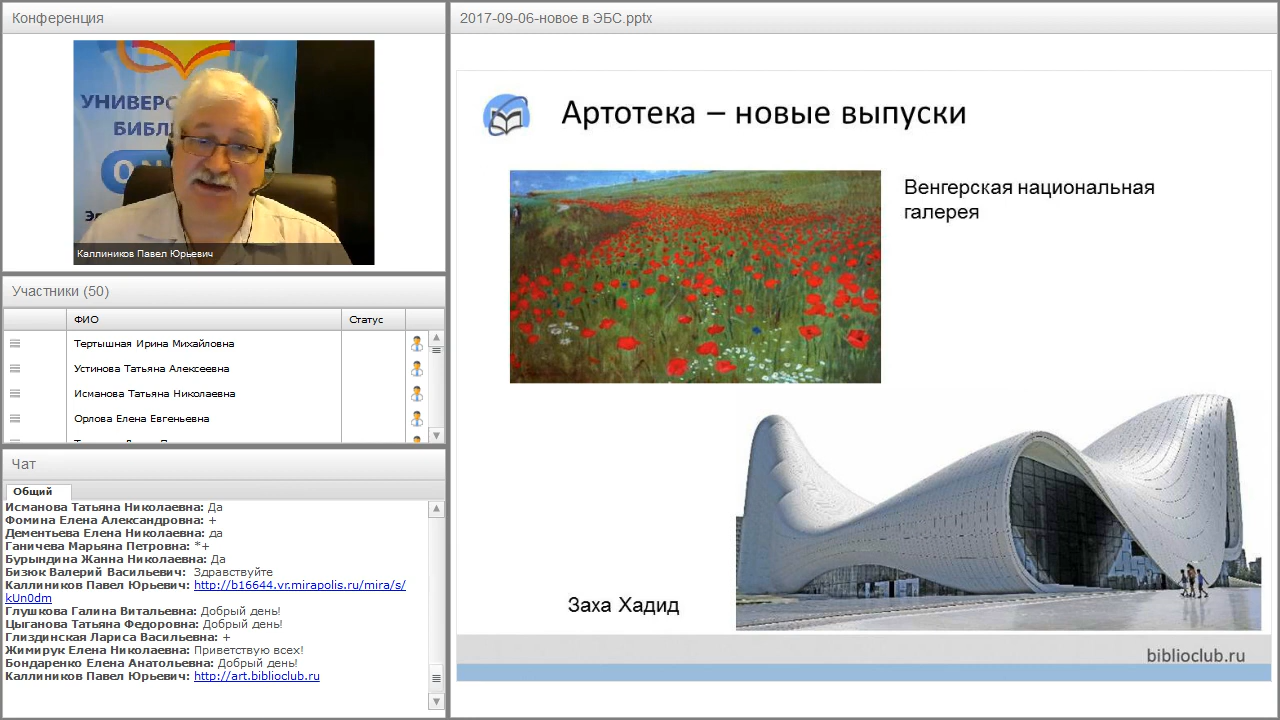 Конференция
УНИВЕРС
БИБЛ
Каллиников Павел Юрьевич
Участники (50)
ФИО
Статус
Тертышная Ирина Михайловна
Устинова Татьяна Алексеевна
Исманова Татьяна Николаевна
Орлова Елена Евгеньевна
Чат
Общий
Исманова Татьяна Николаевна: Да
Фомина Елена Александровна: +
Дементьева Елена Николаевна: да
Ганичева Марьяна Петровна: *+
Бурындина Жанна Николаевна: Да
Бизюк Валерий Васильевич: Здравствуйте
Каллиников Павел Юрьевич: http://b16644.vr.mirapolis.ru/mira/s/
kUn0dm
Глушкова Галина Витальевна: Добрый день!
Цыганова Татьяна Федоровна: Добрый день!
Глиздинская Лариса Васильевна: +
Жимирук Елена Николаевна: Приветствую всех!
Бондаренко Елена Анатольевна: Добрый день!
Каллиников Павел Юрьевич: http://art.biblioclub.ru
2017-09-06-новое в ЭБС.pptx
Артотека – новые выпуски
Венгерская национальная
галерея
Заха Хадид
biblioclub.ru